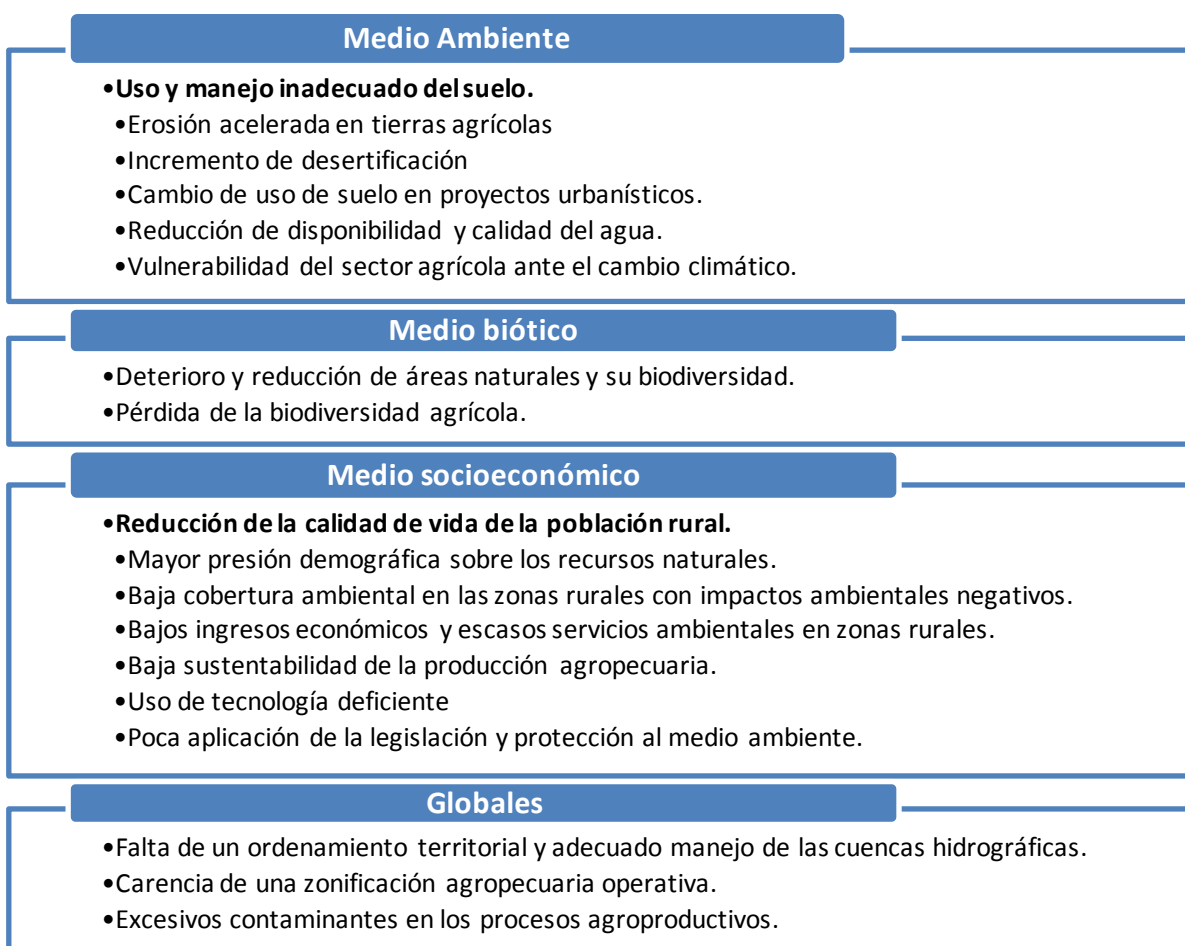 Medio Ambiente
•Uso y manejo inadecuado del suelo.
•Erosión acelerada en tierras agrícolas
•Incremento de desertificación
•Cambio de uso de suelo en proyectos urbanísticos.
•Reducción de disponibilidad y calidad del agua.
•Vulnerabilidad del sector agrícola ante el cambio climático.
Medio biótico
•Deterioro y reducción de áreas naturales y su biodiversidad.
•Pérdida de la biodiversidad agrícola.
Medio socioeconómico
•Reducción de la calidad de vida de la población rural.
•Mayor presión demográfica sobre los recursos naturales.
•Baja cobertura ambiental en las zonas rurales con impactos ambientales negativos.
•Bajos ingresos económicos y escasos servicios ambientales en zonas rurales.
•Baja sustentabilidad de la producción agropecuaria.
•Uso de tecnología deficiente
•Poca aplicación de la legislación y protección al medio ambiente.
Globales
•Falta de un ordenamiento territorial y adecuado manejo de las cuencas hidrográficas.
•Carencia de una zonificación agropecuaria operativa.
•Excesivos contaminantes en los procesos agroproductivos.